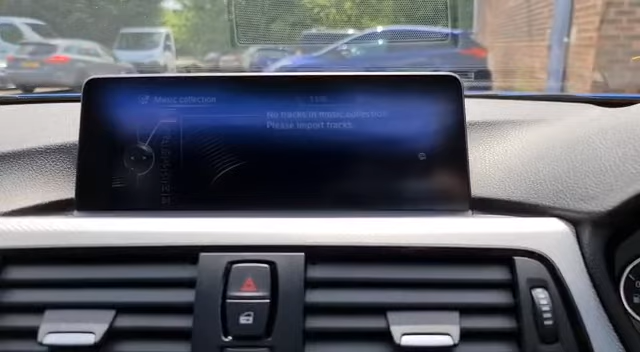 Music collection
No tracks in music collection.
Please import tracks.